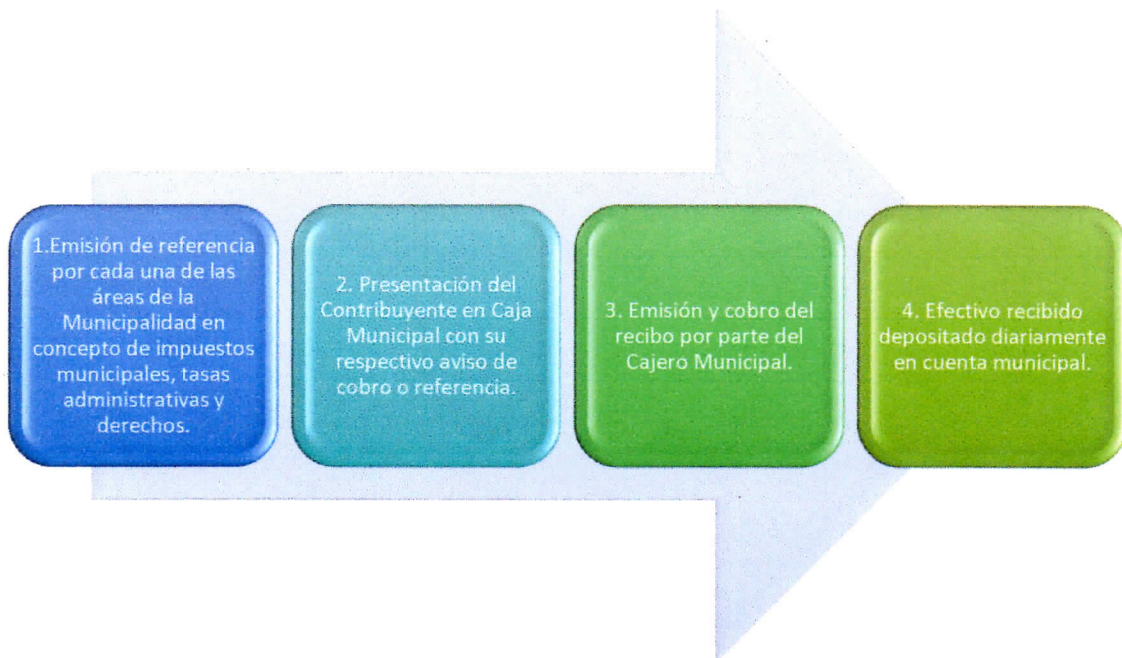 1.Emisión de referencia
por cada una de las
áreas de la
Municipalidad en
concepto de impuestos
municipales, tasas
administrativas y
derechos.
2. Presentación del
Contribuyente en Caja
Municipal con su
respectivo aviso de
cobro o referencia.
3. Emisión y cobro del
recibo por parte del
Cajero Municipal.
4. Efectivo recibido
depositado diariamente
en cuenta municipal.